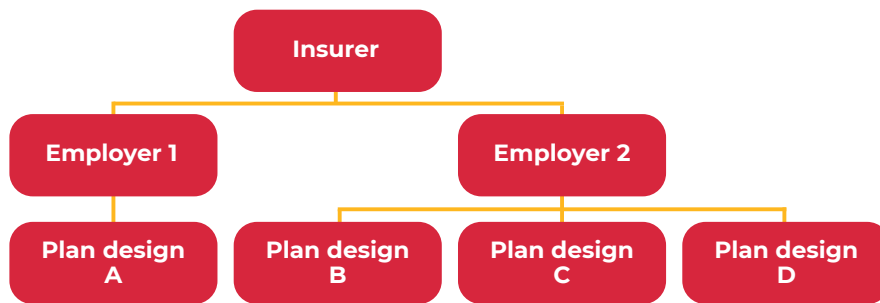 Insurer
Employer 1
Employer 2
Plan design
A
Plan design
B
Plan design
C
Plan design
D